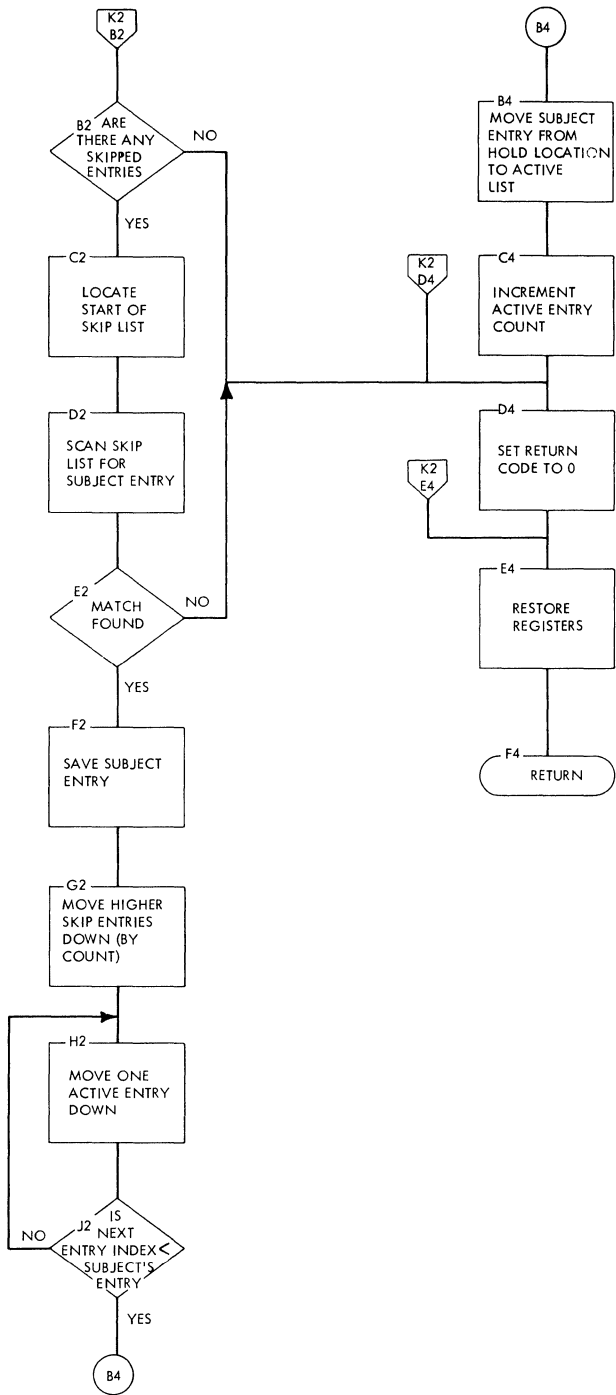 K2
B2
B2
ARE
THERE ANY
SKIPPED
ENTRIES
NO
YES
C2
LOCATE
START OF
SKIP LIST
D2
SCAN SKIP
LIST FOR
SUBJECT ENTRY
E2
MATCH
FOUND
NO
YES
F2
SAVE SUBJECT
ENTRY
G2
MOVE HIGHER
SKIP ENTRIES
DOWN (BY
COUNT)
H2
MOVE ONE
ACTIVE ENTRY
DOWN
J2
IS
NEXT
ENTRY INDEX <
SUBJECT'S
ENTRY
NO
YES
B4
B4
B4
MOVE SUBJECT
ENTRY FROM
HOLD LOCATION
TO ACTIVE
LIST
C4
INCREMENT
ACTIVE ENTRY
COUNT
K2
D4
D4
SET RETURN
CODE TO 0
K2
E4
E4
RESTORE
REGISTERS
F4
RETURN